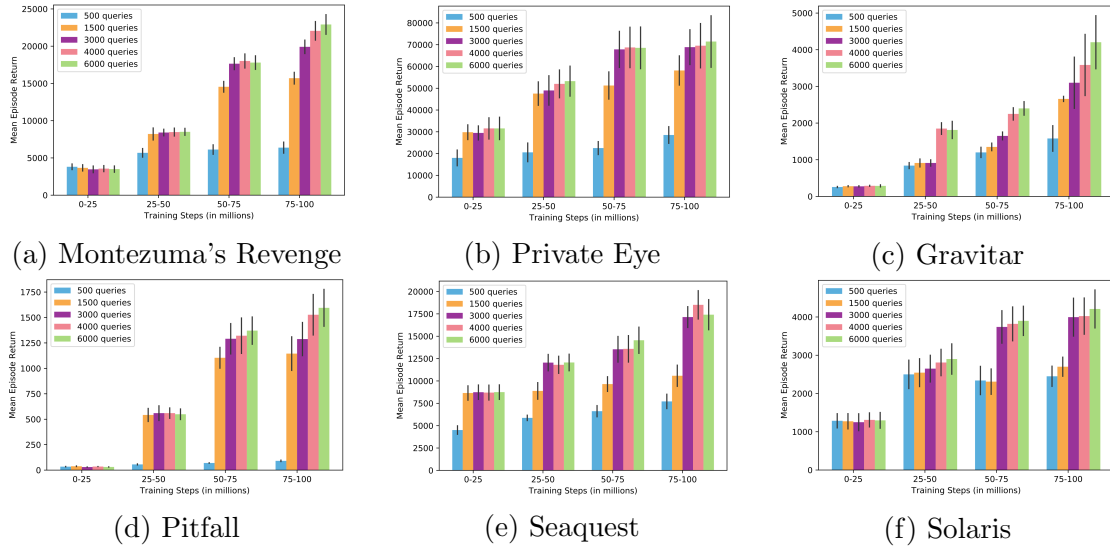 500 queries
1500 queries
3000 queries
4000 queries
6000 queries
Mean Episode Return
25000
20000
15000
10000
5000
0
0-25 25-50 50-75 75-100
Training Steps (in millions)
(a) Montezuma's Revenge
500 queries
1500 queries
3000 queries
4000 queries
6000 queries
Mean Episode Return
80000
70000
60000
50000
40000
30000
20000
10000
0
0-25 25-50 50-75 75-100
Training Steps (in millions)
(b) Private Eye
500 queries
1500 queries
3000 queries
4000 queries
6000 queries
Mean Episode Return
5000
4000
3000
2000
1000
0
0-25 25-50 50-75 75-100
Training Steps (in millions)
(c) Gravitar
500 queries
1500 queries
3000 queries
4000 queries
6000 queries
Mean Episode Return
1750
1500
1250
1000
750
500
250
0
0-25 25-50 50-75 75-100
Training Steps (in millions)
(d) Pitfall
500 queries
1500 queries
3000 queries
4000 queries
6000 queries
Mean Episode Return
20000
17500
15000
12500
10000
7500
5000
2500
0
0-25 25-50 50-75 75-100
Training Steps (in millions)
(e) Seaquest
500 queries
1500 queries
3000 queries
4000 queries
6000 queries
Mean Episode Return
4000
3000
2000
1000
0
0-25 25-50 50-75 75-100
Training Steps (in millions)
(f) Solaris